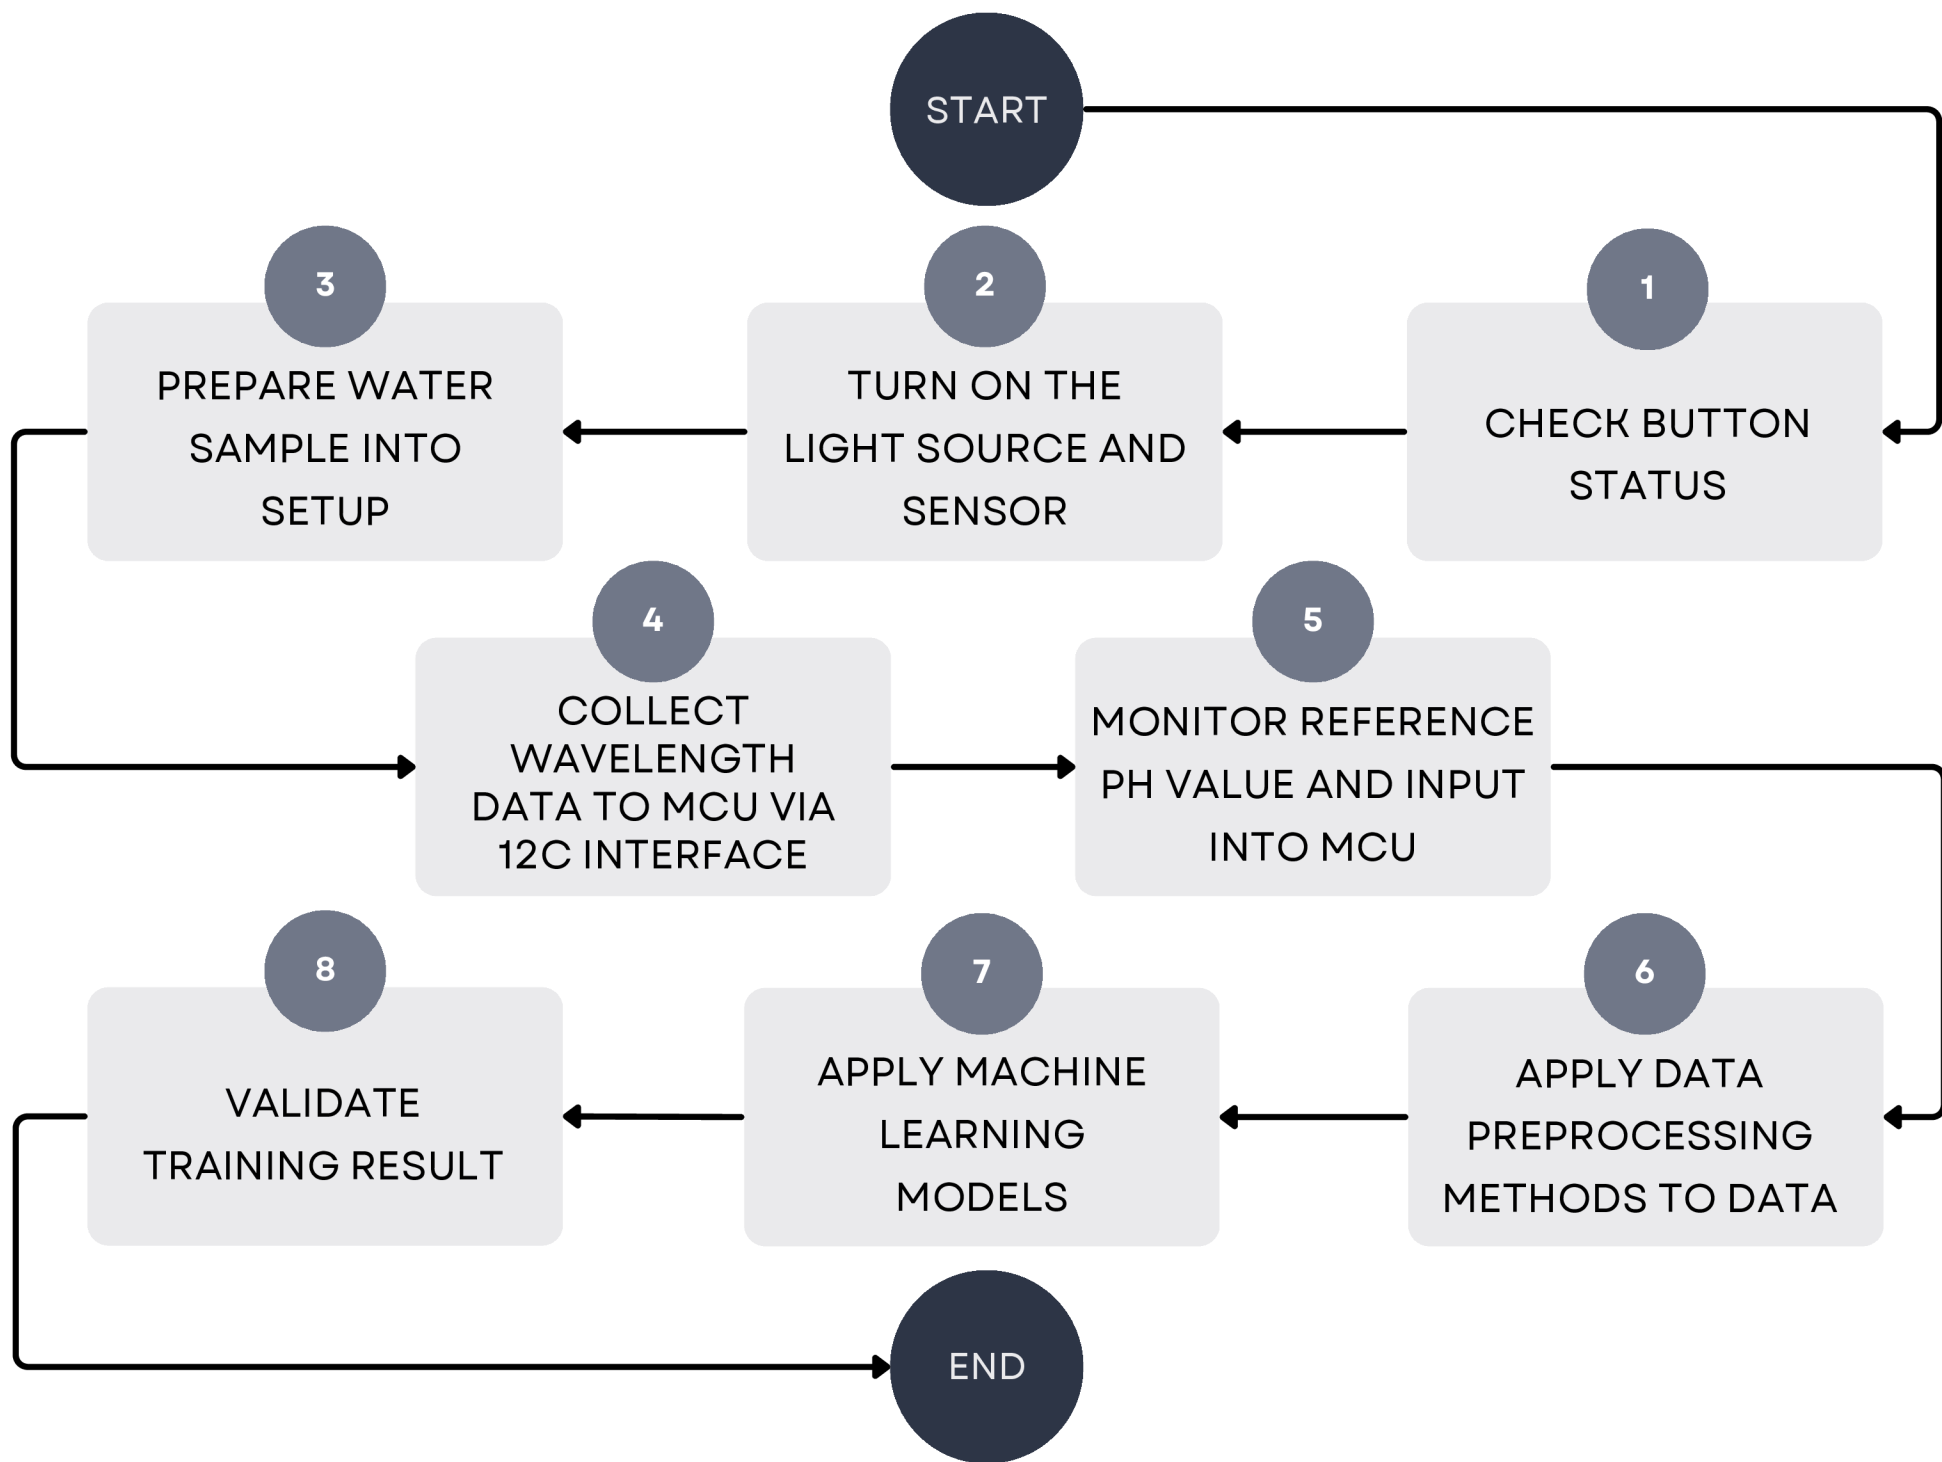 START
1
CHECK BUTTON
STATUS
2
TURN ON THE
LIGHT SOURCE AND
SENSOR
3
PREPARE WATER
SAMPLE INTO
SETUP
4
COLLECT
WAVELENGTH
DATA TO MCU VIA
12C INTERFACE
5
MONITOR REFERENCE
PH VALUE AND INPUT
INTO MCU
6
APPLY DATA
PREPROCESSING
METHODS TO DATA
7
APPLY MACHINE
LEARNING
MODELS
8
VALIDATE
TRAINING RESULT
END